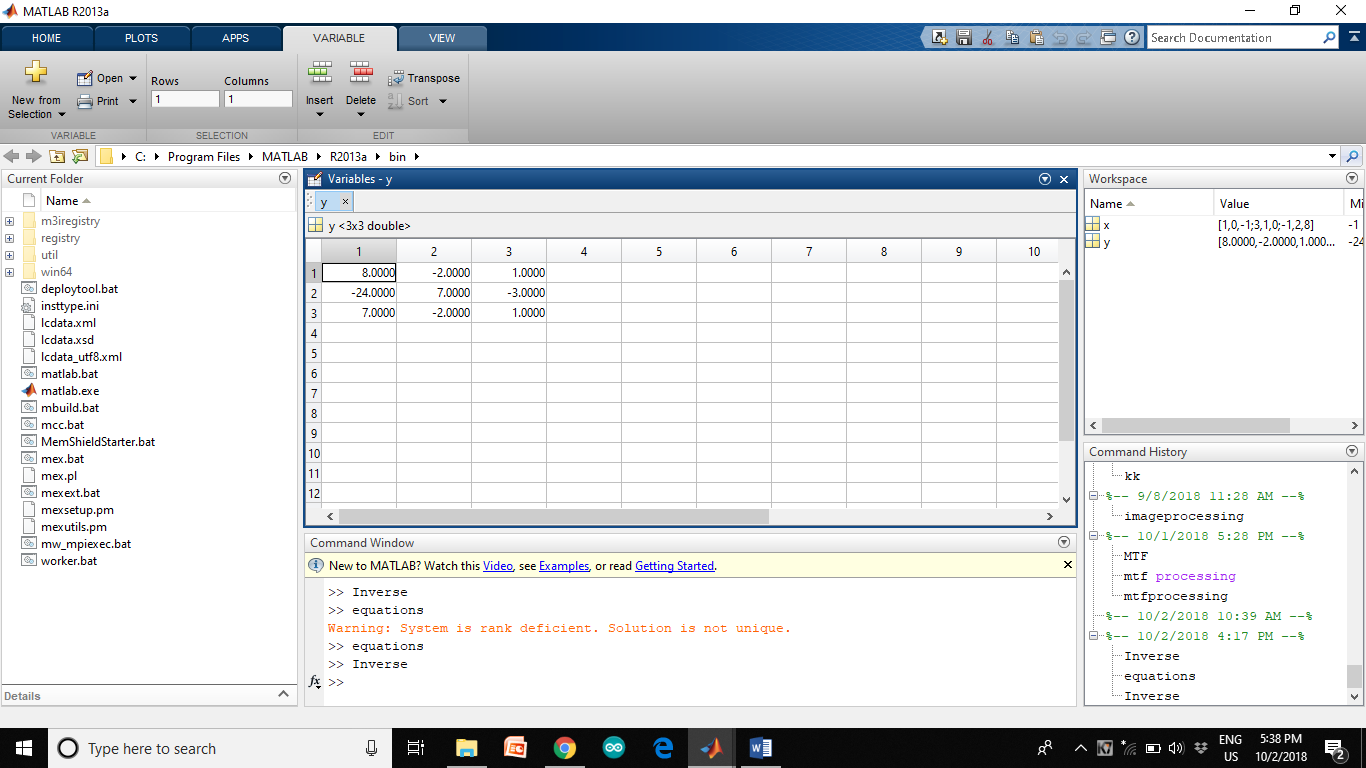 MATLAB R2013a
HOME PLOTS APPS VARIABLE VIEW
Search Documentation
New from Selection
Open
Print
Rows Columns
1 1
Insert Delete
Transpose
Sort
VARIABLE SELECTION EDIT
C: Program Files MATLAB R2013a bin
Current Folder
Name
m3iregistry
registry
util
win64
deploytool.bat
insttype.ini
lcdata.xml
lcdata.xsd
lcdata_utf8.xml
matlab.bat
matlab.exe
mbuild.bat
mcc.bat
MemShieldStarter.bat
mex.bat
mex.pl
mexext.bat
mexsetup.pm
mexutils.pm
mw_mpiexec.bat
worker.bat
Details
Variables - y
y
y <3x3 double>
1 2 3 4 5 6 7 8 9 10
1 8.0000 -2.0000 1.0000
2 -24.0000 7.0000 -3.0000
3 7.0000 -2.0000 1.0000
4
5
6
7
8
9
10
11
12
Command Window
New to MATLAB? Watch this Video, see Examples, or read Getting Started.
>> Inverse
>> equations
Warning: System is rank deficient. Solution is not unique.
>> equations
>> Inverse
fx >>
Workspace
Name Value Mi
x [1,0,-1;3,1,0;-1,2,8] -1
y [8.0000,-2.0000,1.000... -24
Command History
kk
%-- 9/8/2018 11:28 AM --%
imageprocessing
%-- 10/1/2018 5:28 PM --%
MTF
mtf processing
mtfprocessing
%-- 10/2/2018 10:39 AM --%
%-- 10/2/2018 4:17 PM --%
Inverse
equations
Inverse
Type here to search
ENG
US
5:38 PM
10/2/2018
2